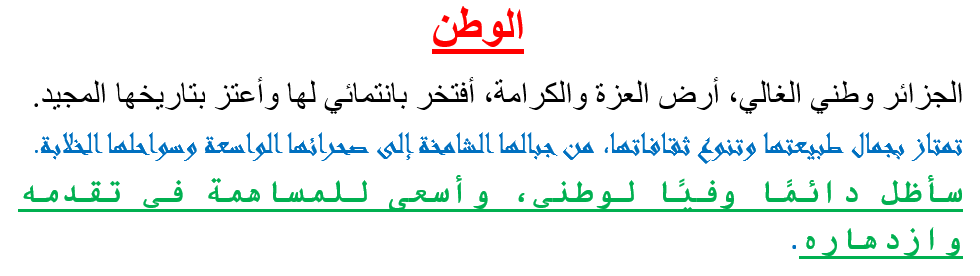 الوطن
الجزائر وطني الغالي، أرض العزة والكرامة، أفتخر بانتمائي لها وأعتز بتاريخها المجيد.
تمتاز بجمال طبيعتها وتنوع ثقافاتها، من جبالها الشامخة إلى صحرائها الواسعة وسواحلها الخلابة.
سأظل دائمًا وفيًا لوطني، وأسعى للمساهمة في تقدمه
وازدهاره.